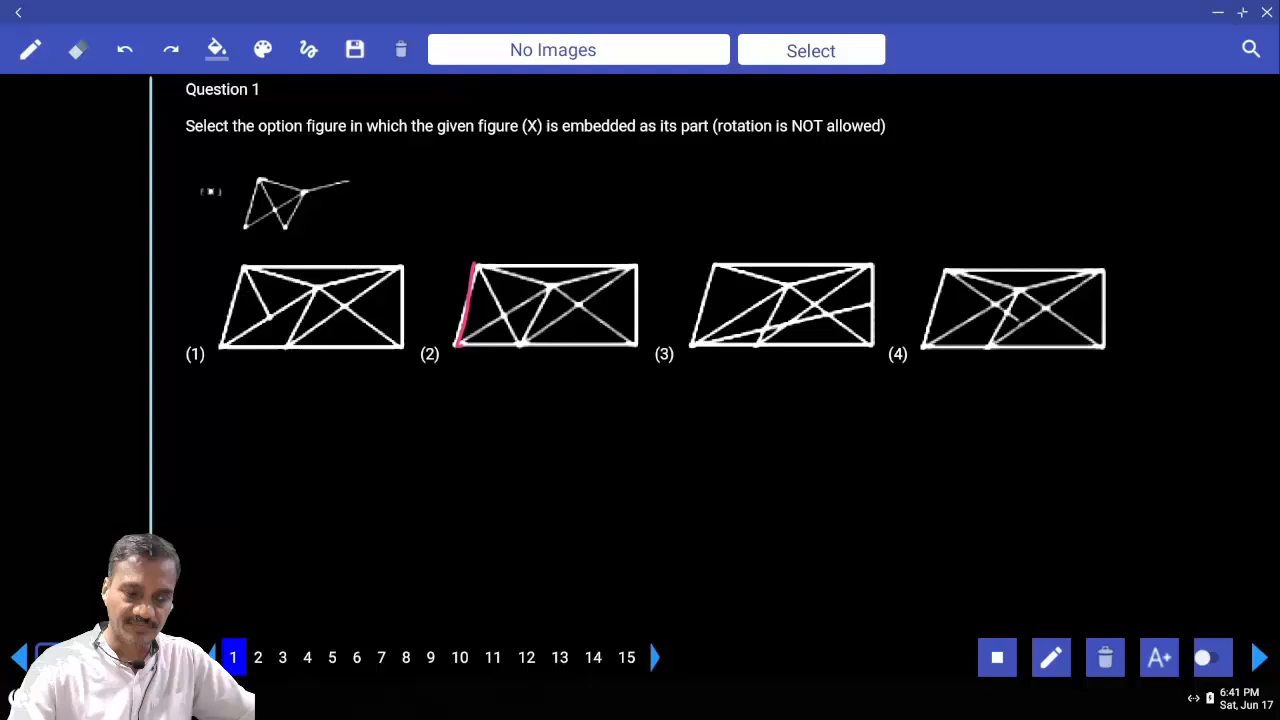 No Images
Select
Question 1
Select the option figure in which the given figure (X) is embedded as its part (rotation is NOT allowed)
(1)
(2)
(3)
(4)
1 2 3 4 5 6 7 8 9 10 11 12 13 14 15
A+
6:41 PM
Sat, Jun 17